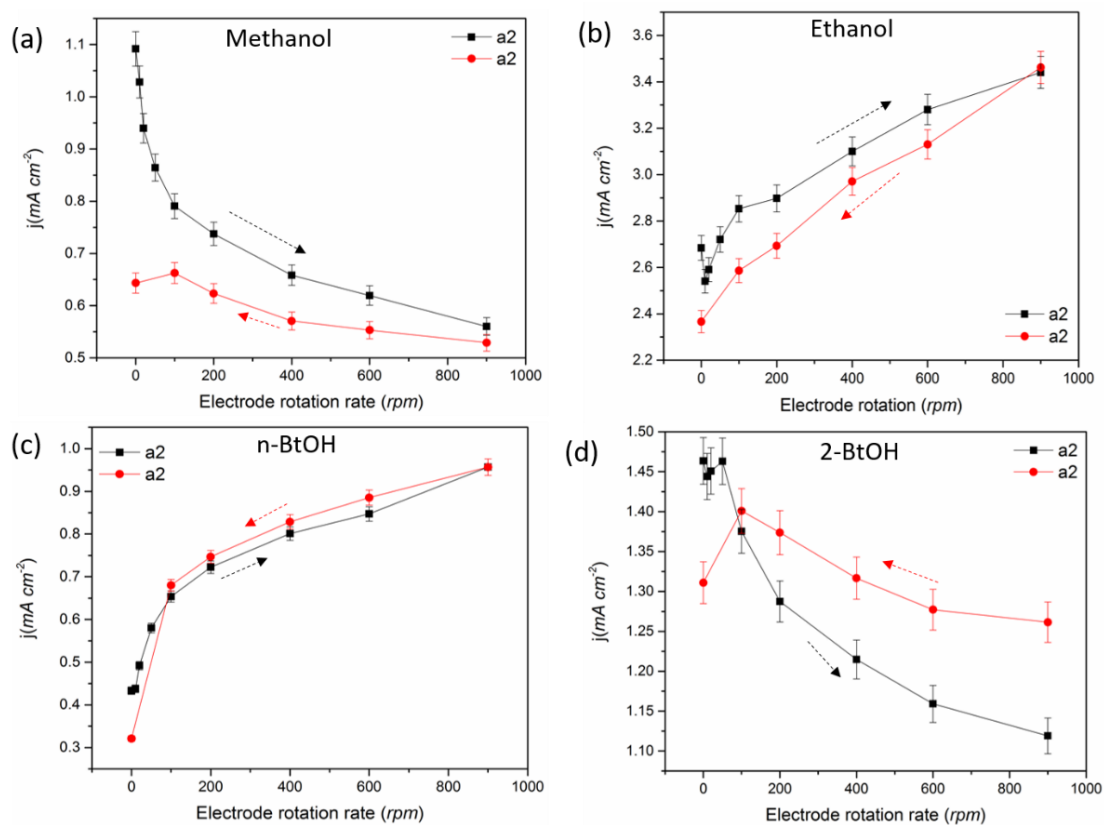 (a)
Methanol
a2
a2
1.1
1.0
0.9
0.8
0.7
0.6
0.5
j(mA cm-2)
0 200 400 600 800 1000
Electrode rotation rate (rpm)
(b)
Ethanol
3.6
3.4
3.2
3.0
2.8
2.6
2.4
2.2
j(mA cm-2)
a2
a2
0 200 400 600 800 1000
Electrode rotation (rpm)
(c)
n-BtOH
a2
a2
1.0
0.9
0.8
0.7
0.6
0.5
0.4
0.3
j(mA cm-2)
0 200 400 600 800 1000
Electrode rotation rate (rpm)
(d)
2-BtOH
a2
a2
1.50
1.45
1.40
1.35
1.30
1.25
1.20
1.15
1.10
j(mA cm-2)
0 200 400 600 800 1000
Electrode rotation rate (rpm)